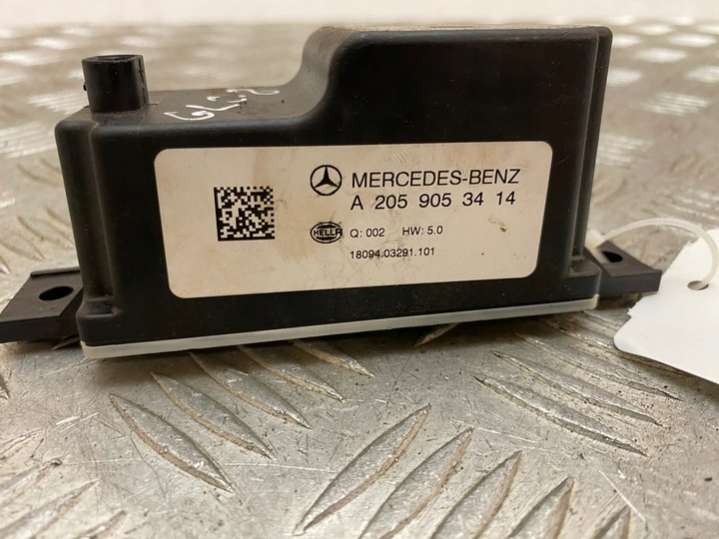 MERCEDES-BENZ
A 205 905 34 14
HELLA Q: 002 HW: 5.0
18094.03291.101